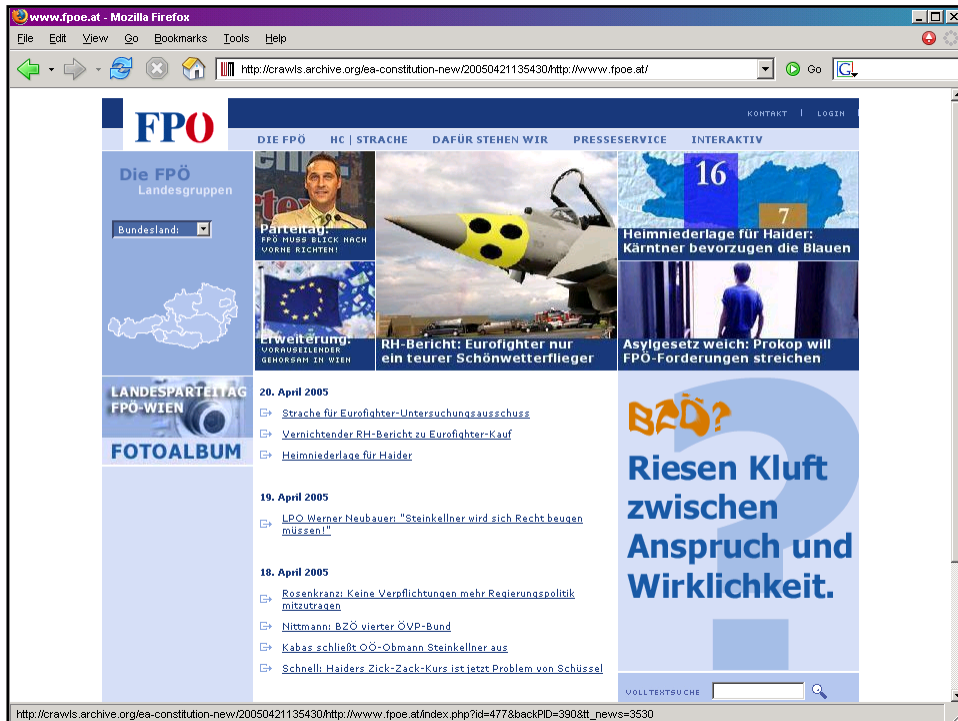 www.fpoe.at - Mozilla Firefox
File Edit View Go Bookmarks Tools Help
http://crawls.archive.org/ea-constitution-new/20050421135430/http://www.fpoe.at/
Go
G
KONTAKT | LOGIN |
FPÖ
DIE FPÖ HC | STRACHE DAFÜR STEHEN WIR PRESSESERVICE INTERAKTIV
Die FPÖ
Landesgruppen
Bundesland:
Parteitag:
FPÖ MUSS BLICK NACH
VORNE RICHTEN!
Erweiterung:
VORAUSEILENDER
GEHORSAM IN WIEN
RH-Bericht: Eurofighter nur
ein teurer Schönwetterflieger
16
7
Heimniederlage für Haider:
Kärntner bevorzugen die Blauen
Asylgesetz weich: Prokop will
FPÖ-Forderungen streichen
LANDESPARTEITAG
FPÖ-WIEN
FOTOALBUM
20. April 2005
Strache für Eurofighter-Untersuchungsausschuss
Vernichtender RH-Bericht zu Eurofighter-Kauf
Heimniederlage für Haider
19. April 2005
LPO Werner Neubauer: "Steinkellner wird sich Recht beugen
müssen!"
18. April 2005
Rosenkranz: Keine Verpflichtungen mehr Regierungspolitik
mitzutragen
Nittmann: BZÖ vierter ÖVP-Bund
Kabas schließt OÖ-Obmann Steinkellner aus
Schnell: Haiders Zick-Zack-Kurs ist jetzt Problem von Schüssel
BZÖ?
Riesen Kluft
zwischen
Anspruch und
Wirklichkeit.
?
VOLLTEXTSUCHE
http://crawls.archive.org/ea-constitution-new/20050421135430/http://www.fpoe.at/index.php?id=477&backPID=390&tt_news=3530